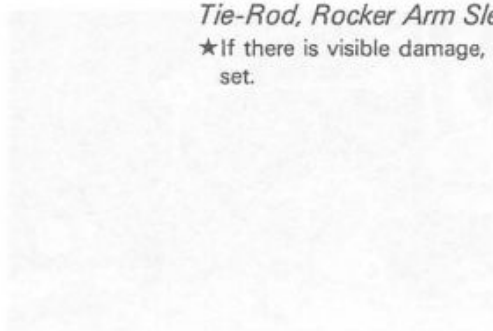 Tie-Rod, Rocker Arm Sle
★If there is visible damage,
set.